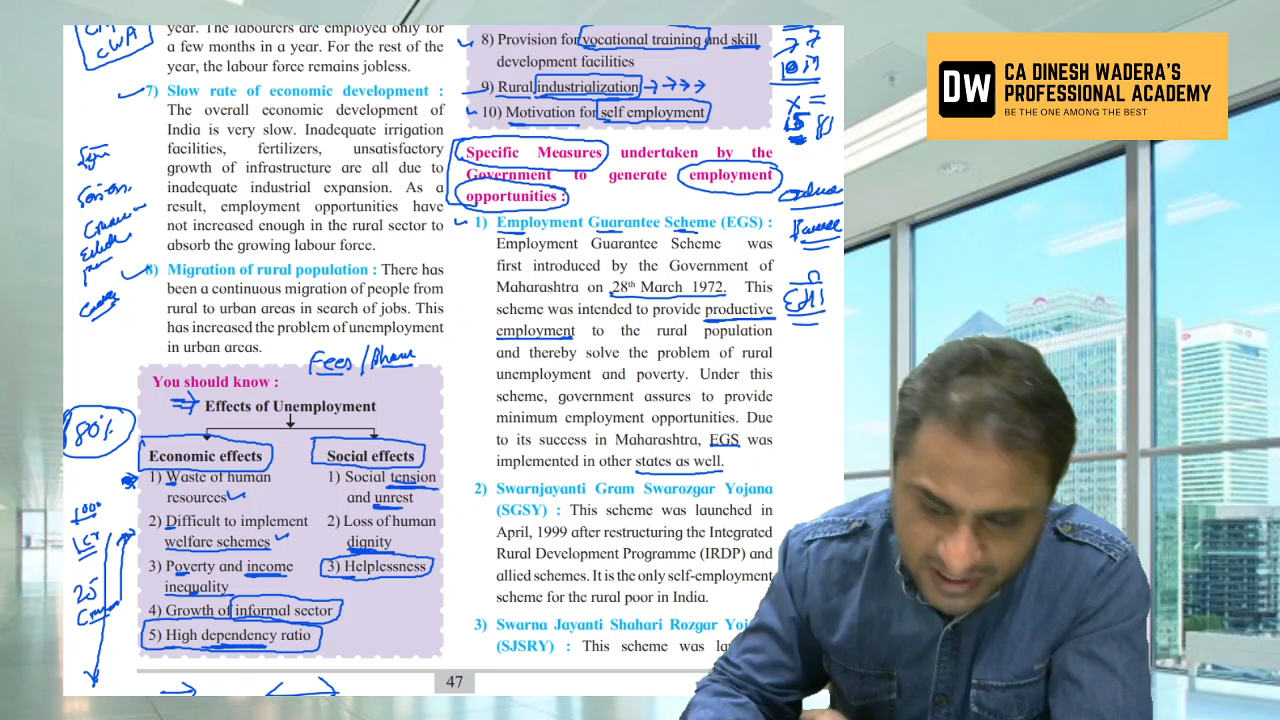 CWA
year. The labourers are employed only for
a few months in a year. For the rest of the
year, the labour force remains jobless.
7) Slow rate of economic development :
The overall economic development of
India is very slow. Inadequate irrigation
facilities, fertilizers, unsatisfactory
growth of infrastructure are all due to
inadequate industrial expansion. As a
result, employment opportunities have
not increased enough in the rural sector to
absorb the growing labour force.
8) Migration of rural population : There has
been a continuous migration of people from
rural to urban areas in search of jobs. This
has increased the problem of unemployment
in urban areas.
Fees / Share
You should know :
Effects of Unemployment
80%
Economic effects
1) Waste of human
resources
2) Difficult to implement
welfare schemes
3) Poverty and income
inequality
4) Growth of informal sector
5) High dependency ratio
Social effects
1) Social tension
and unrest
2) Loss of human
dignity
3) Helplessness
1000
25
47
8) Provision for vocational training and skill
development facilities
9) Rural industrialization
10) Motivation for self employment
Specific Measures undertaken by the
Government to generate employment
opportunities :
1) Employment Guarantee Scheme (EGS) :
Employment Guarantee Scheme was
first introduced by the Government of
Maharashtra on 28th March 1972. This
scheme was intended to provide productive
employment to the rural population
and thereby solve the problem of rural
unemployment and poverty. Under this
scheme, government assures to provide
minimum employment opportunities. Due
to its success in Maharashtra, EGS was
implemented in other states as well.
2) Swarnjayanti Gram Swarozgar Yojana
(SGSY) : This scheme was launched in
April, 1999 after restructuring the Integrated
Rural Development Programme (IRDP) and
allied schemes. It is the only self-employment
scheme for the rural poor in India.
3) Swarna Jayanti Shahari Rozgar
(SJSRY) : This scheme was
DW
CA DINESH WADERA'S
PROFESSIONAL ACADEMY
BE THE ONE AMONG THE BEST